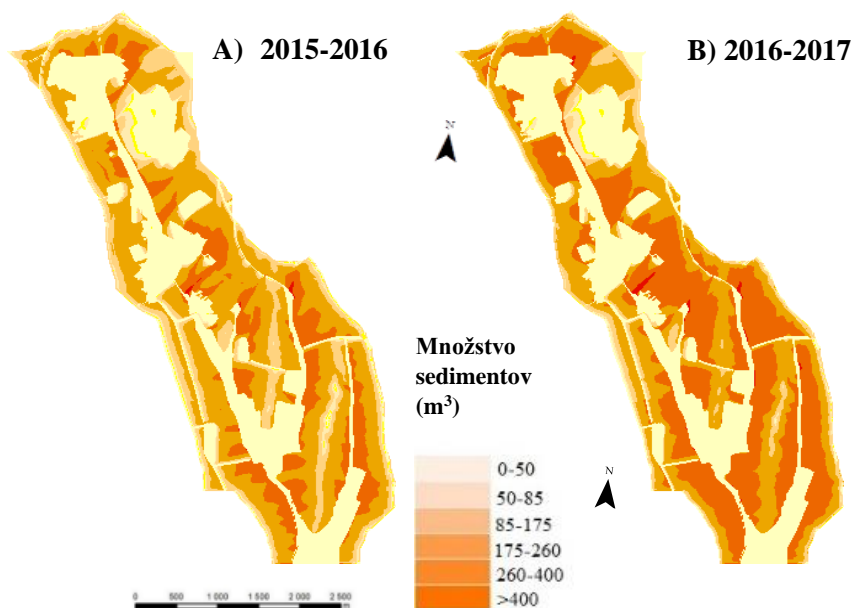 A) 2015-2016
B) 2016-2017
N
Množstvo
sedimentov
(m³)
N
0-50
50-85
85-175
175-260
260-400
>400
0 500 1 000 1 500 2 000 2 500
m